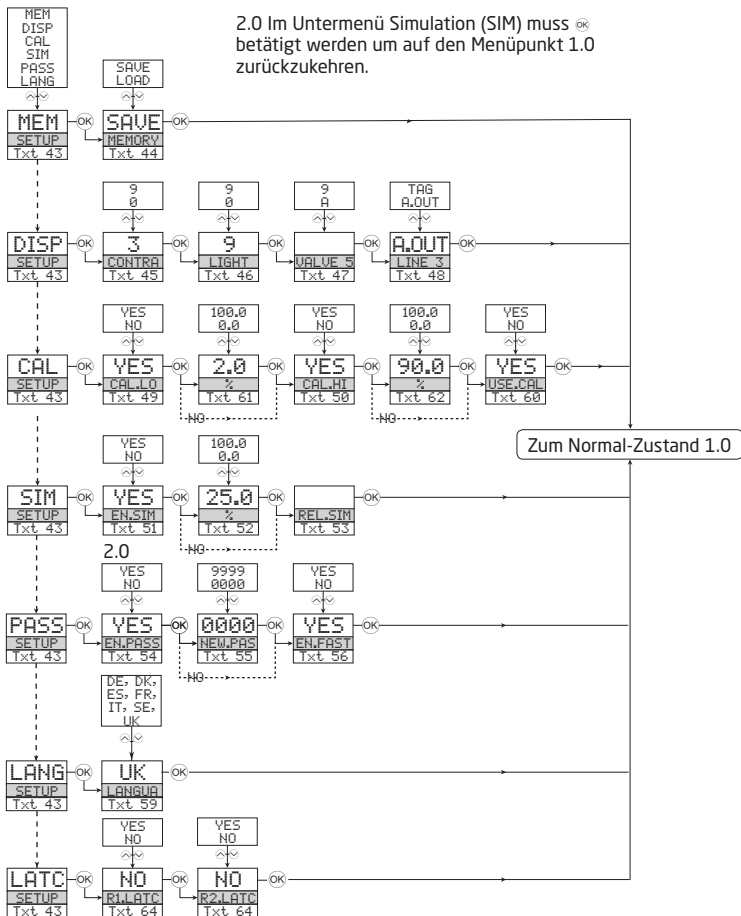 MEM
DISP
CAL
SIM
PASS
LANG
2.0 Im Untermenü Simulation (SIM) muss OK
betätigt werden um auf den Menüpunkt 1.0
zurückzukehren.
SAVE
LOAD
MEM OK SAVE OK
SETUP MEMORY
Txt 43 Txt 44
9 9 9 TAG
0 0 A A.OUT
DISP OK 3 OK 9 OK OK A.OUT OK
SETUP CONTRA LIGHT VALVE 5 LINE 3
Txt 43 Txt 45 Txt 46 Txt 47 Txt 48
YES 100.0 YES 100.0 YES
NO 0.0 NO 0.0 NO
CAL OK YES OK 2.0 OK YES OK 90.0 OK YES OK
SETUP CAL.LO % CAL.HI % USE.CAL
Txt 43 Txt 49 Txt 61 Txt 50 Txt 62 Txt 60
NO NO
Zum Normal-Zustand 1.0
YES 100.0
NO 0.0
SIM OK YES OK 25.0 OK OK
SETUP EN.SIM % REL.SIM
Txt 43 Txt 51 Txt 52 Txt 53
NO
2.0
YES 9999 YES
NO 0000 NO
PASS OK YES OK 0000 OK YES OK
SETUP EN.PASS NEW.PAS EN.FAST
Txt 43 Txt 54 Txt 55 Txt 56
NO
DE, DK,
ES, FR,
IT, SE,
UK
LANG OK UK OK
SETUP LANGUA
Txt 43 Txt 59
YES YES
NO NO
LATC OK NO OK NO OK
SETUP R1.LATC R2.LATC
Txt 43 Txt 64 Txt 64